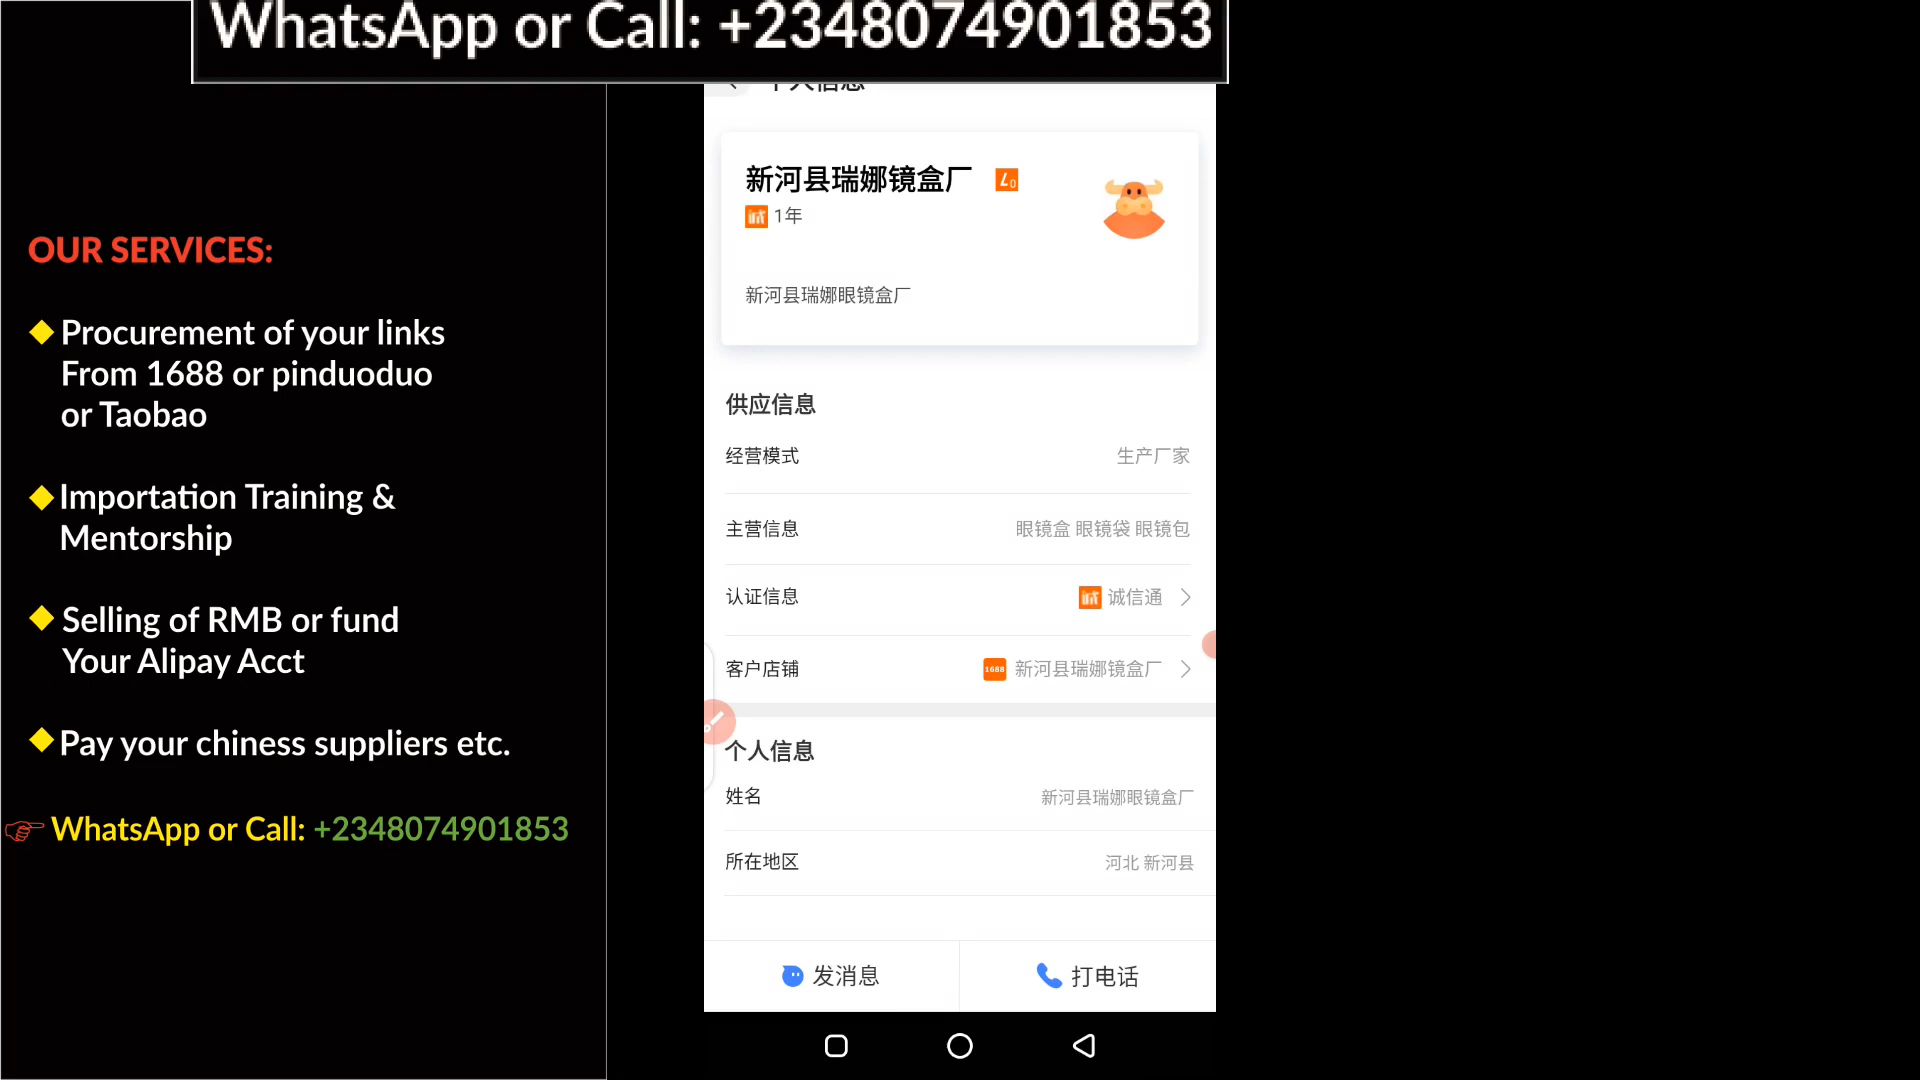 WhatsApp or Call: +2348074901853
OUR SERVICES:
Procurement of your links
From 1688 or pinduoduo
or Taobao
Importation Training &
Mentorship
Selling of RMB or fund
Your Alipay Acct
Pay your chiness suppliers etc.
WhatsApp or Call: +2348074901853
个人信息
新河县瑞娜镜盒厂
1年
新河县瑞娜眼镜盒厂
供应信息
经营模式 生产厂家
主营信息 眼镜盒 眼镜袋 眼镜包
认证信息 诚信通
客户店铺 1688 新河县瑞娜镜盒厂
个人信息
姓名 新河县瑞娜眼镜盒厂
所在地区 河北 新河县
发消息 打电话